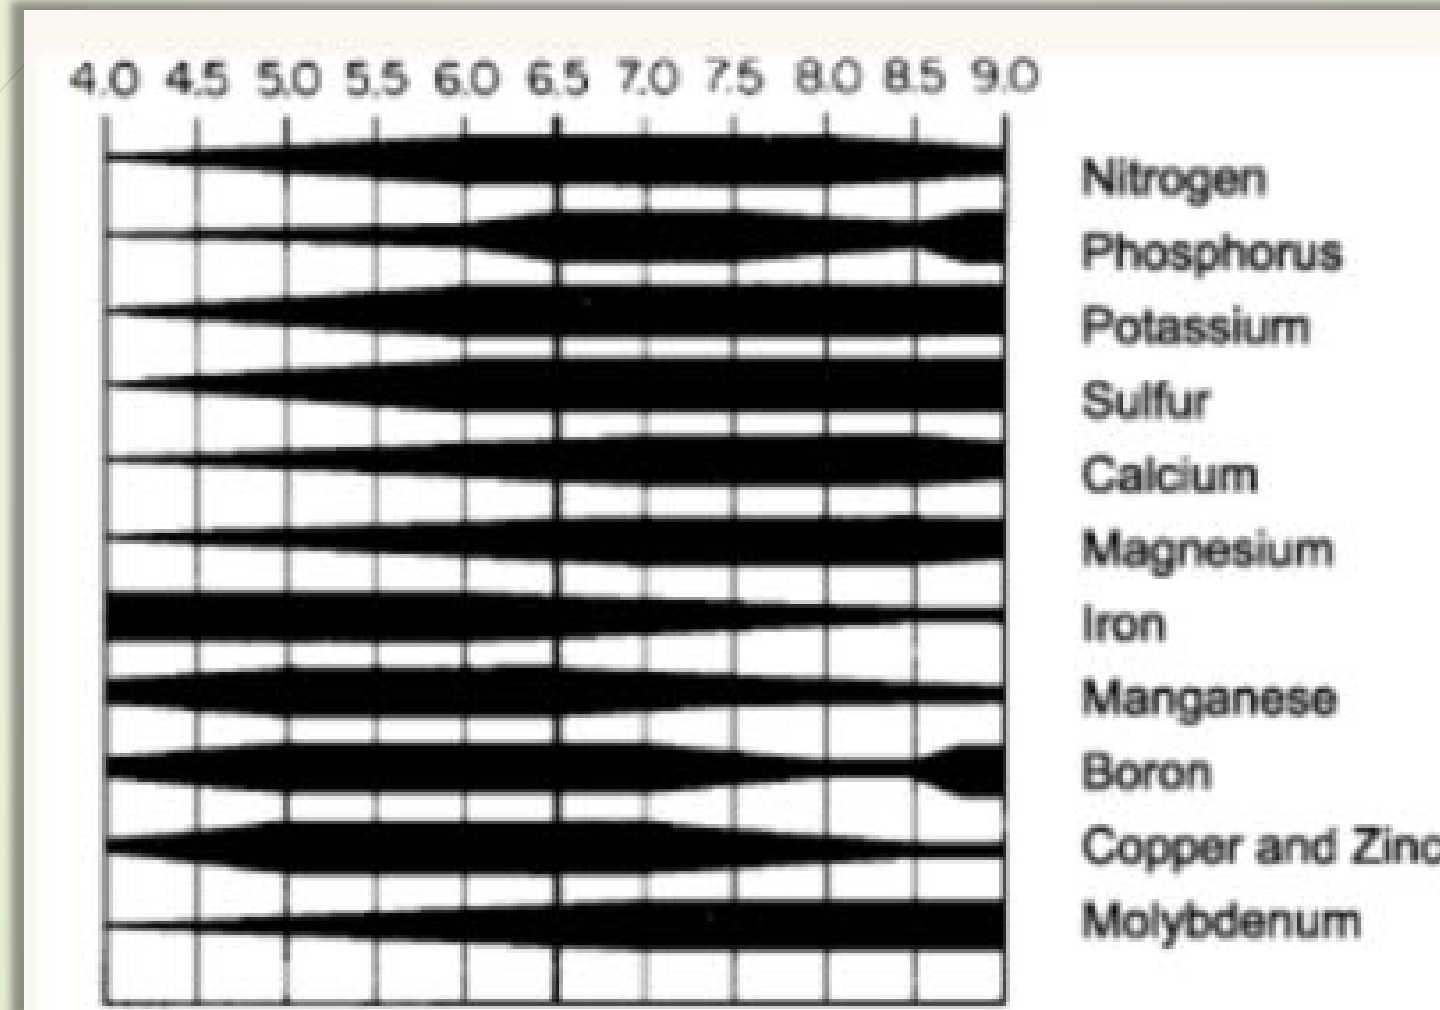 4.0 4.5 5.0 5.5 6.0 6.5 7.0 7.5 8.0 8.5 9.0
Nitrogen
Phosphorus
Potassium
Sulfur
Calcium
Magnesium
Iron
Manganese
Boron
Copper and Zinc
Molybdenum